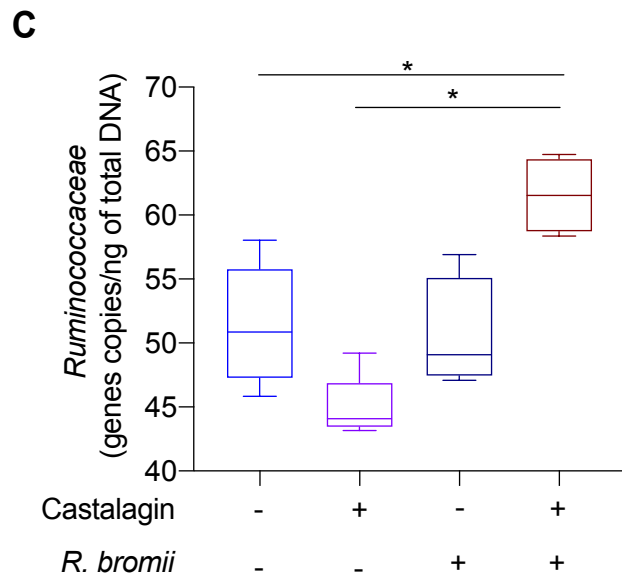 C
*
*
70
65
60
55
50
45
40
Ruminococcaceae
(genes copies/ng of total DNA)
Castalagin - + - +
R. bromii - - + +